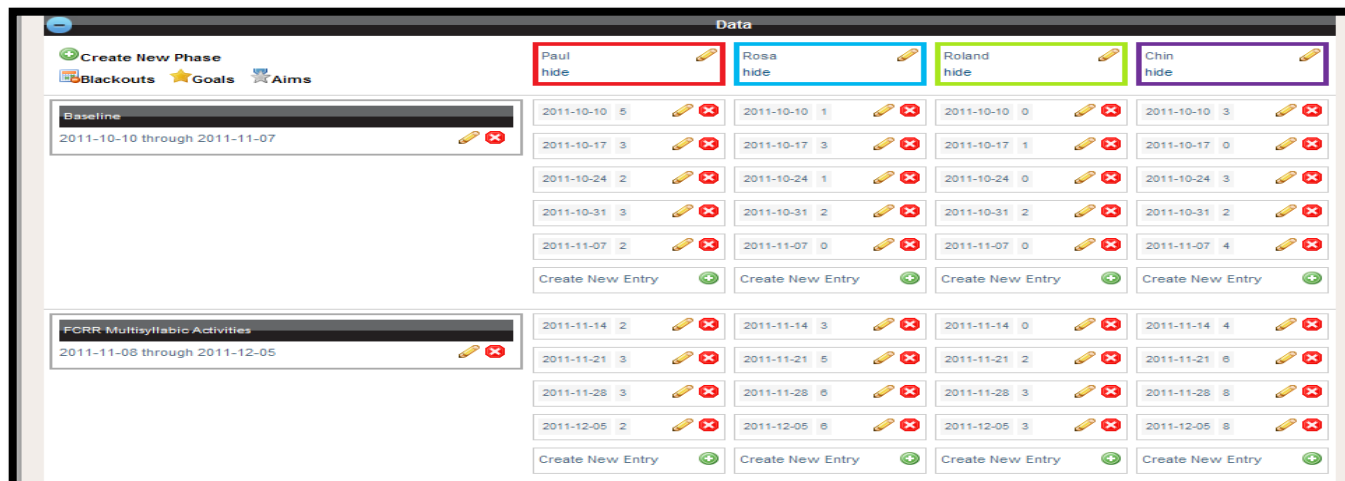 Data
Create New Phase
Blackouts Goals Aims
Paul
hide
Rosa
hide
Roland
hide
Chin
hide
Baseline
2011-10-10 through 2011-11-07
2011-10-10 5 2011-10-10 1 2011-10-10 0 2011-10-10 3
2011-10-17 3 2011-10-17 3 2011-10-17 1 2011-10-17 0
2011-10-24 2 2011-10-24 1 2011-10-24 0 2011-10-24 3
2011-10-31 3 2011-10-31 2 2011-10-31 2 2011-10-31 2
2011-11-07 2 2011-11-07 0 2011-11-07 0 2011-11-07 4
Create New Entry Create New Entry Create New Entry Create New Entry
FCRR Multisyllabic Activities
2011-11-08 through 2011-12-05
2011-11-14 2 2011-11-14 3 2011-11-14 0 2011-11-14 4
2011-11-21 3 2011-11-21 5 2011-11-21 2 2011-11-21 6
2011-11-28 3 2011-11-28 6 2011-11-28 3 2011-11-28 8
2011-12-05 2 2011-12-05 6 2011-12-05 3 2011-12-05 8
Create New Entry Create New Entry Create New Entry Create New Entry